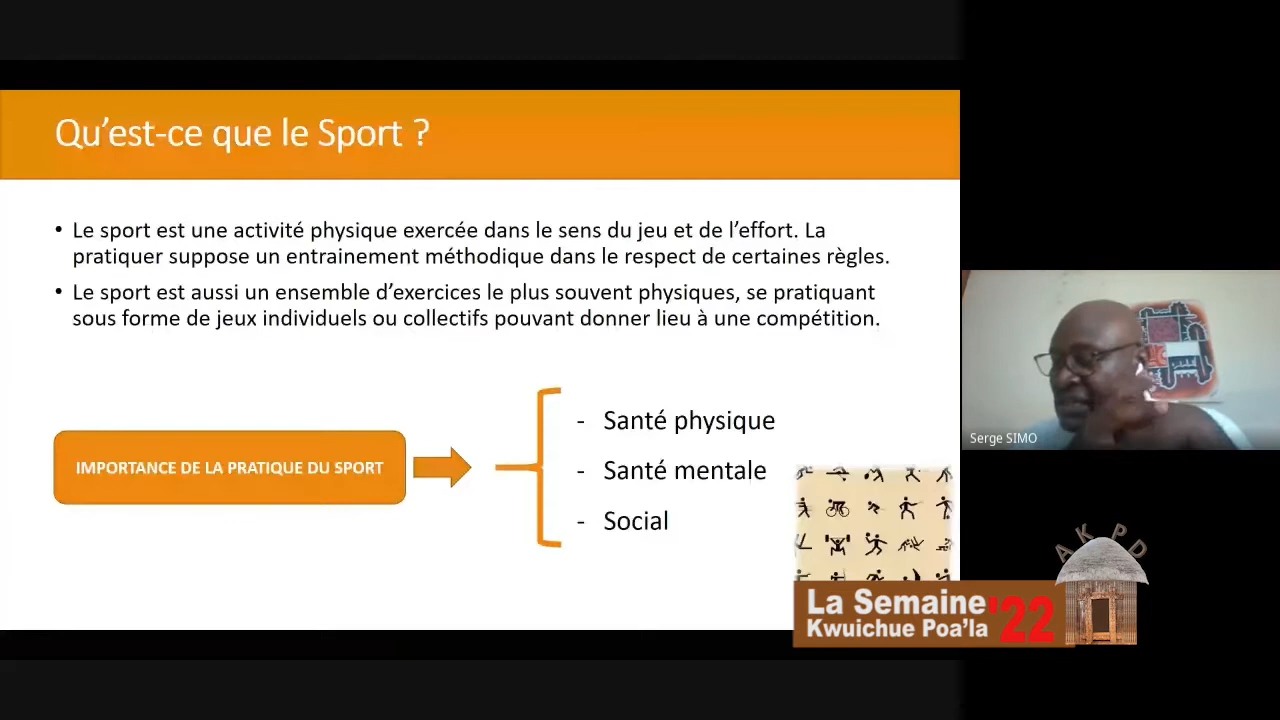 Qu’est-ce que le Sport ?
• Le sport est une activité physique exercée dans le sens du jeu et de l’effort. La
pratiquer suppose un entrainement méthodique dans le respect de certaines règles.
• Le sport est aussi un ensemble d’exercices le plus souvent physiques, se pratiquant
sous forme de jeux individuels ou collectifs pouvant donner lieu à une compétition.
IMPORTANCE DE LA PRATIQUE DU SPORT
- Santé physique
- Santé mentale
- Social
Serge SIMO
AKPD
La Semaine '22
Kwuichue Poa’la